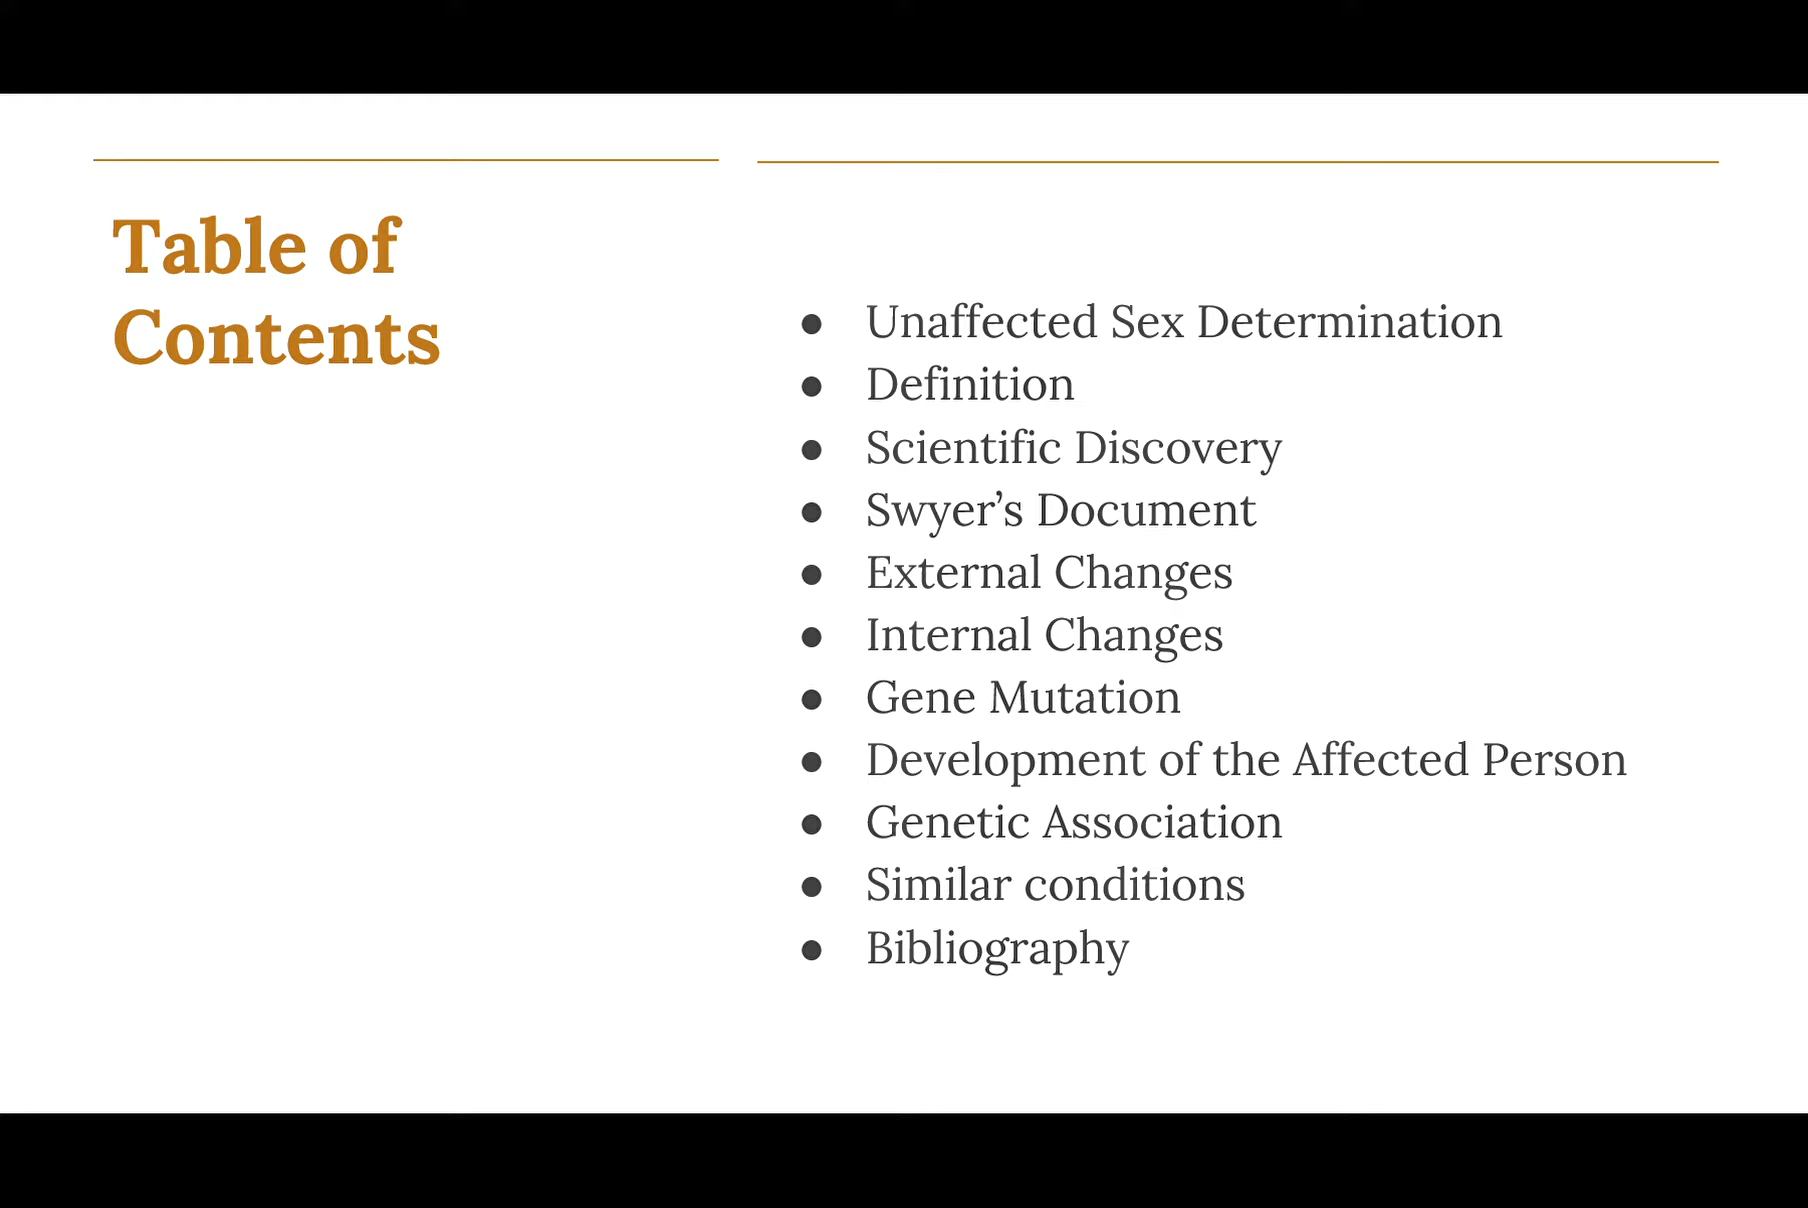 Table of
Contents
● Unaffected Sex Determination
● Definition
● Scientific Discovery
● Swyer’s Document
● External Changes
● Internal Changes
● Gene Mutation
● Development of the Affected Person
● Genetic Association
● Similar conditions
● Bibliography